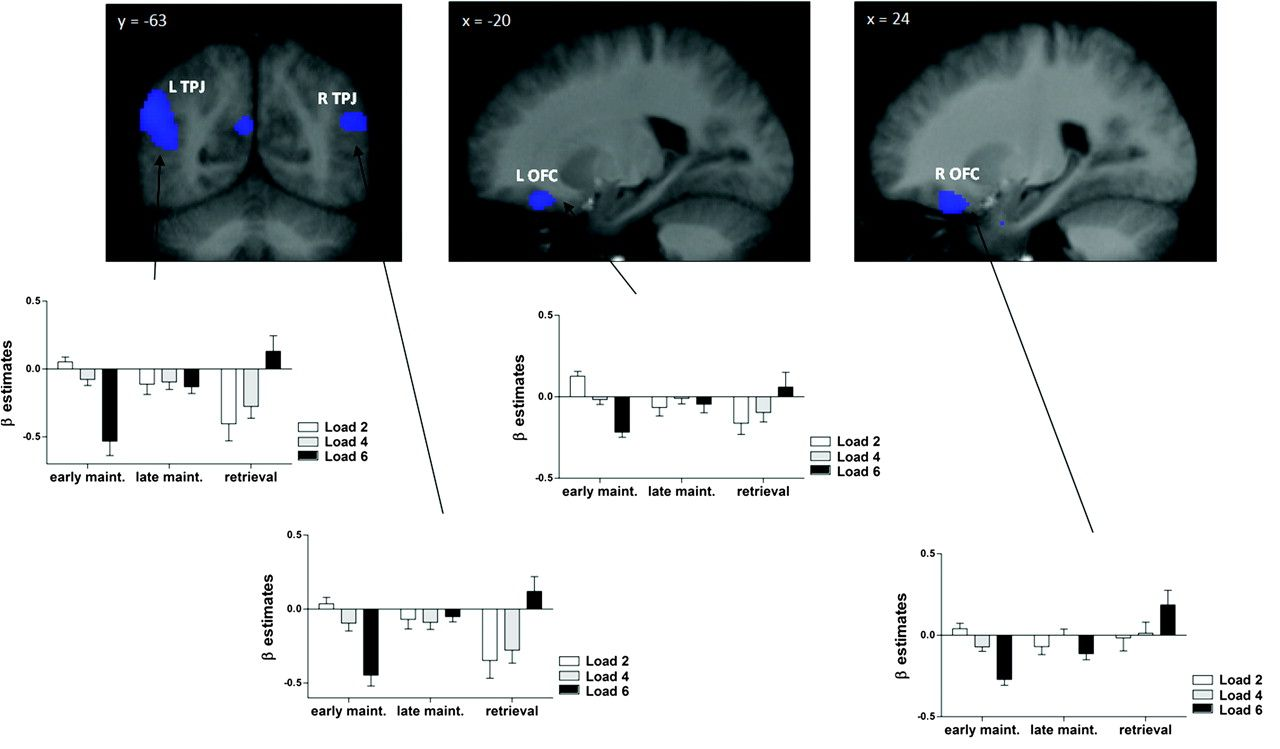 y = -63
x = -20
x = 24
L TPJ
R TPJ
L OFC
R OFC
0.5
0.0
-0.5
β estimates
early maint. late maint. retrieval
Load 2
Load 4
Load 6
0.5
0.0
-0.5
β estimates
early maint. late maint. retrieval
Load 2
Load 4
Load 6
0.5
0.0
-0.5
β estimates
early maint. late maint. retrieval
Load 2
Load 4
Load 6
0.5
0.0
-0.5
β estimates
early maint. late maint. retrieval
Load 2
Load 4
Load 6